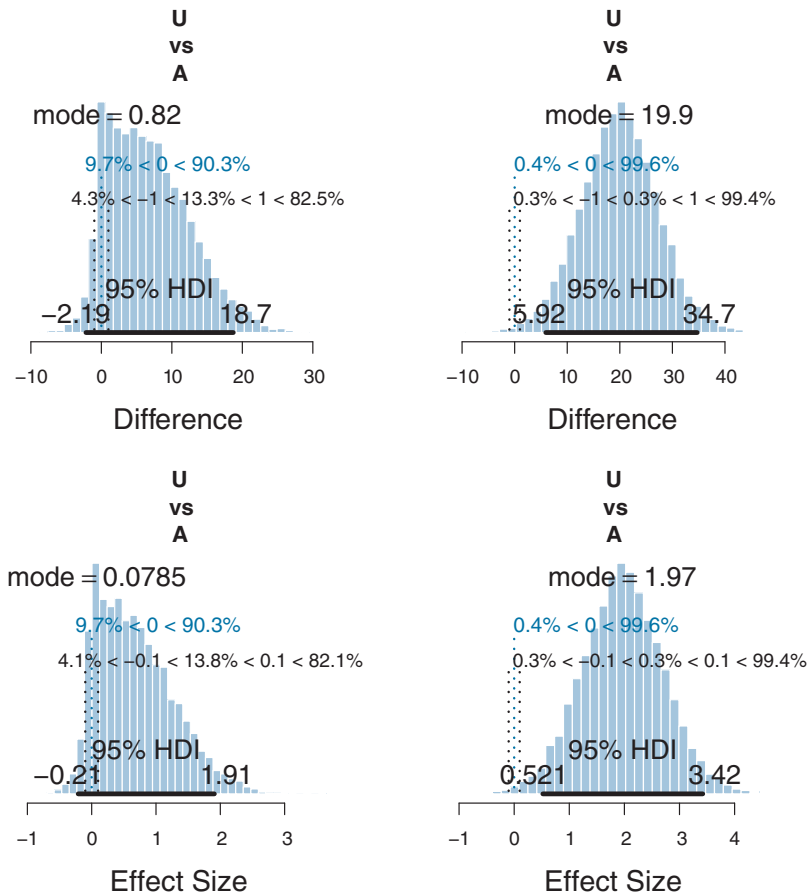 U
vs
A
mode = 0.82
9.7% < 0 < 90.3%
4.3% < −1 < 13.3% < 1 < 82.5%
95% HDI
−2.19 18.7
−10 0 10 20 30
Difference
U
vs
A
mode = 19.9
0.4% < 0 < 99.6%
0.3% < −1 < 0.3% < 1 < 99.4%
95% HDI
5.92 34.7
−10 0 10 20 30 40
Difference
U
vs
A
mode = 0.0785
9.7% < 0 < 90.3%
4.1% < −0.1 < 13.8% < 0.1 < 82.1%
95% HDI
−0.21 1.91
−1 0 1 2 3
Effect Size
U
vs
A
mode = 1.97
0.4% < 0 < 99.6%
0.3% < −0.1 < 0.3% < 0.1 < 99.4%
95% HDI
0.521 3.42
−1 0 1 2 3 4
Effect Size